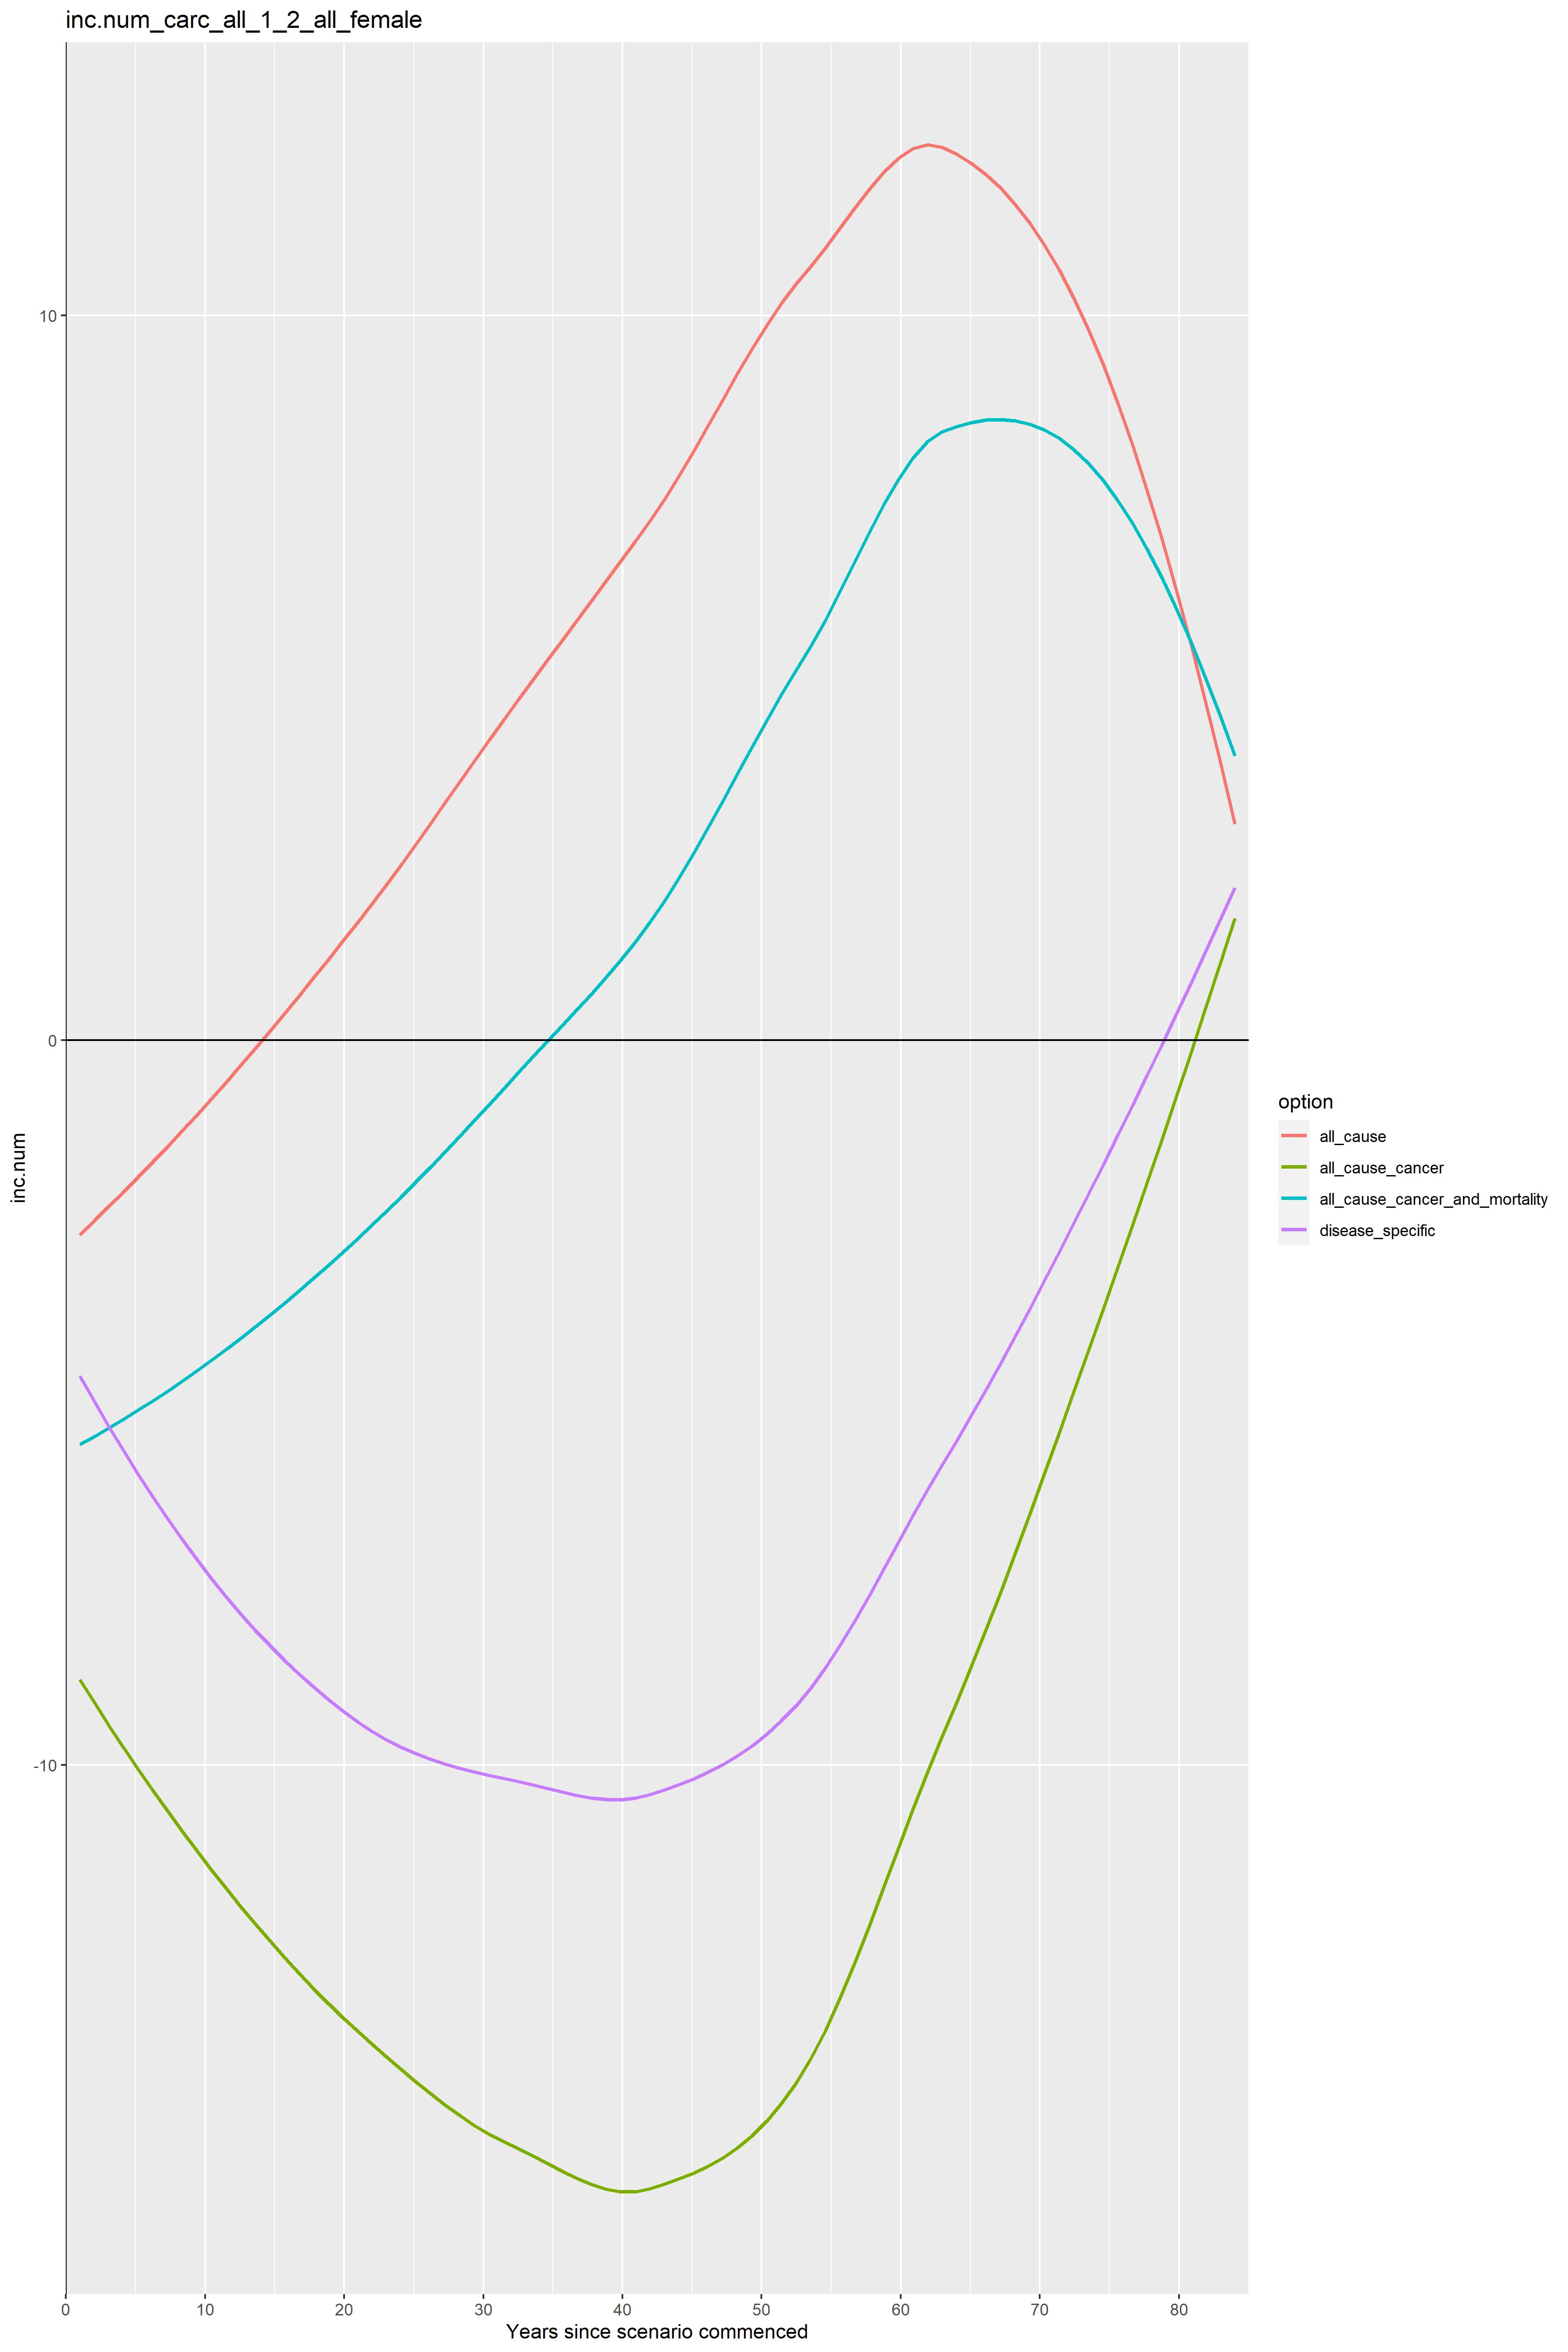 inc.num_carc_all_1_2_all_female
10
0
-10
inc.num
0 10 20 30 40 50 60 70 80
Years since scenario commenced
option
all_cause
all_cause_cancer
all_cause_cancer_and_mortality
disease_specific